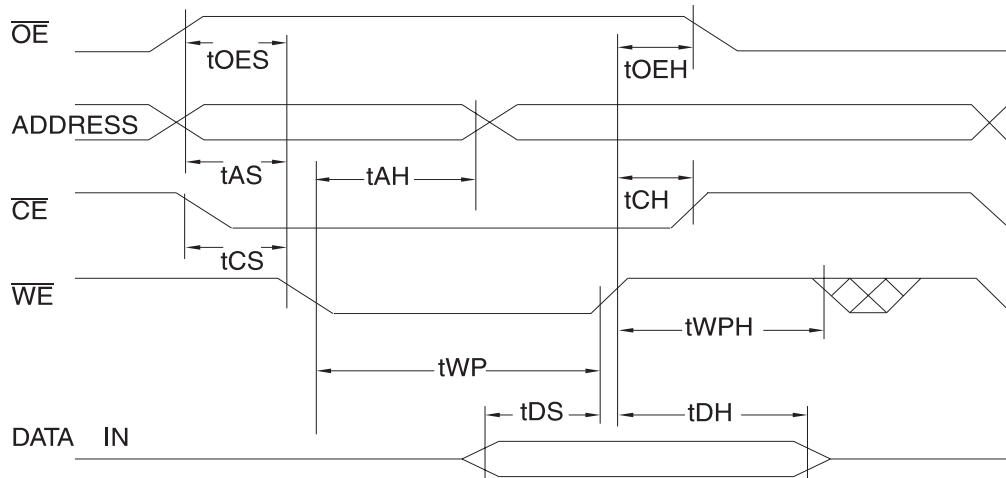 OE
tOES
tOEH
ADDRESS
tAS
tAH
tCH
CE
tCS
WE
tWPH
tWP
tDS
tDH
DATA IN